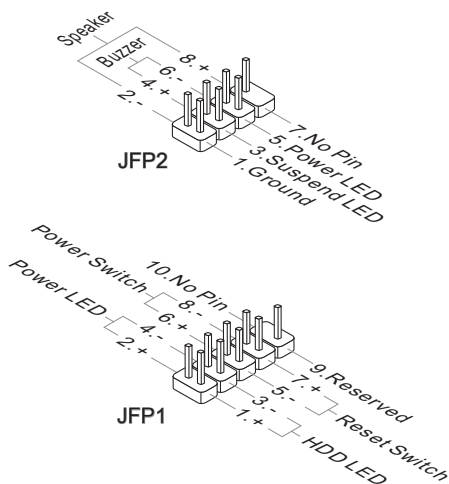 Speaker
Buzzer
8.+
6.-
4.+
2.-
7.No Pin
5.Power LED
3.Suspend LED
1.Ground
JFP2
Power Switch
Power LED
10.No Pin
8.-
6.+
4.-
2.+
9.Reserved
7.+
5.-
3.-
1.+
Reset Switch
HDD LED
JFP1